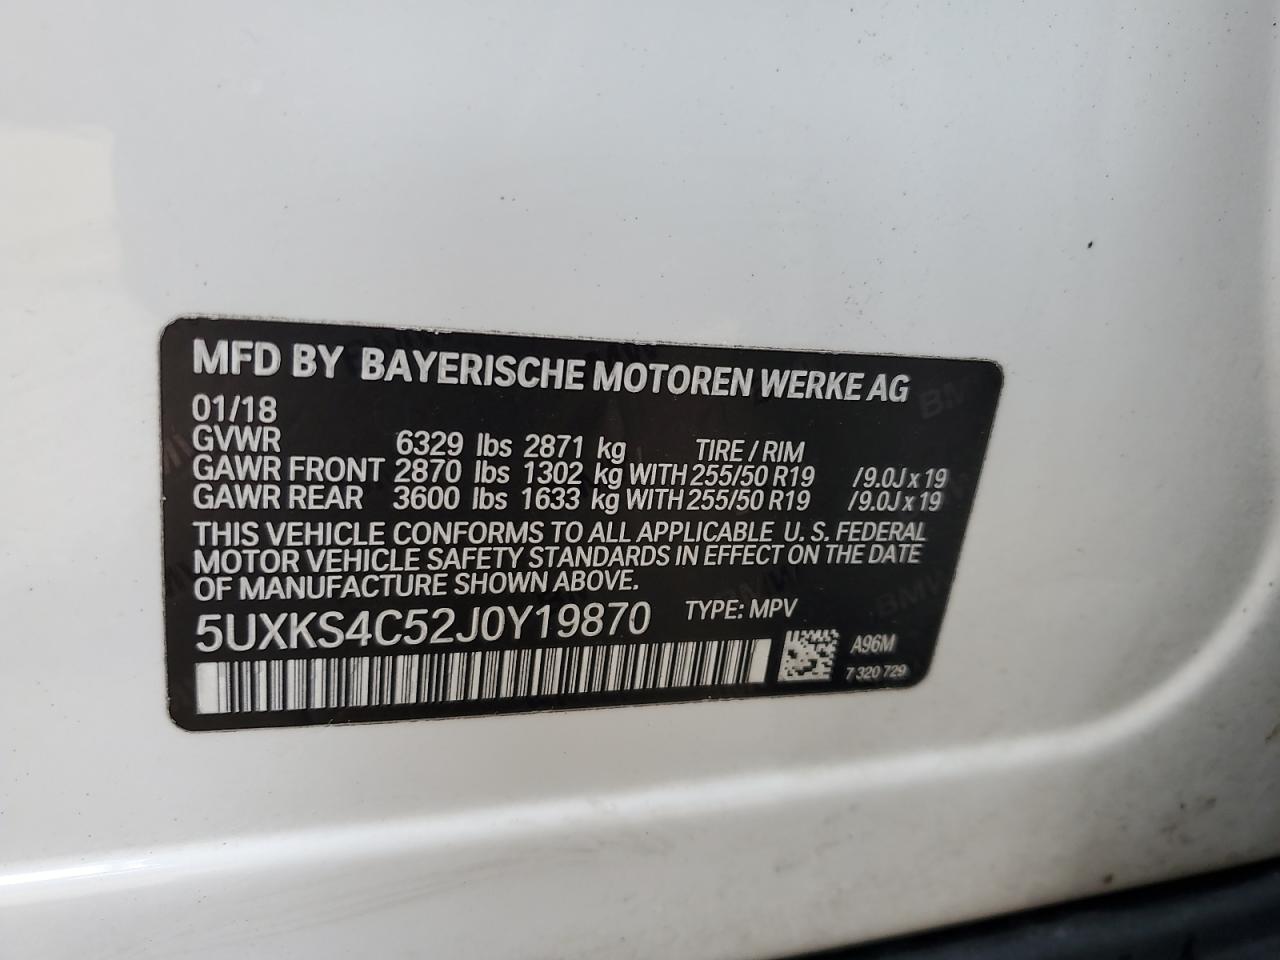 MFD BY BAYERISCHE MOTOREN WERKE AG
01/18
GVWR 6329 lbs 2871 kg TIRE / RIM
GAWR FRONT 2870 lbs 1302 kg WITH 255/50 R19 /9.0J x 19
GAWR REAR 3600 lbs 1633 kg WITH 255/50 R19 /9.0J x 19
THIS VEHICLE CONFORMS TO ALL APPLICABLE U. S. FEDERAL
MOTOR VEHICLE SAFETY STANDARDS IN EFFECT ON THE DATE
OF MANUFACTURE SHOWN ABOVE.
5UXKS4C52J0Y19870 TYPE: MPV
A96M
7 320 729